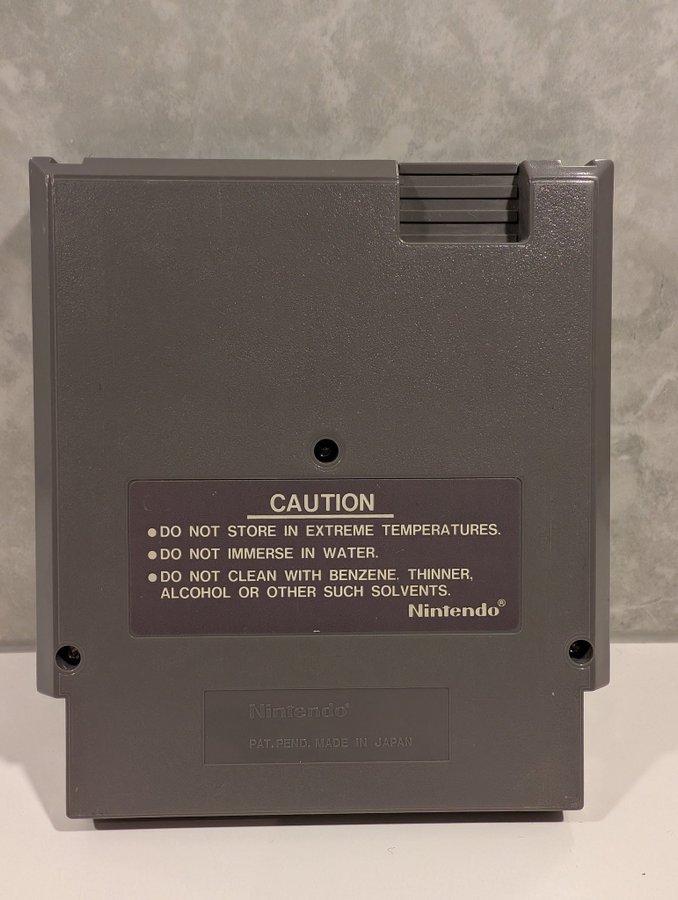 CAUTION
●DO NOT STORE IN EXTREME TEMPERATURES.
●DO NOT IMMERSE IN WATER.
●DO NOT CLEAN WITH BENZENE, THINNER,
ALCOHOL OR OTHER SUCH SOLVENTS.
Nintendo®
Nintendo®
PAT.PEND. MADE IN JAPAN